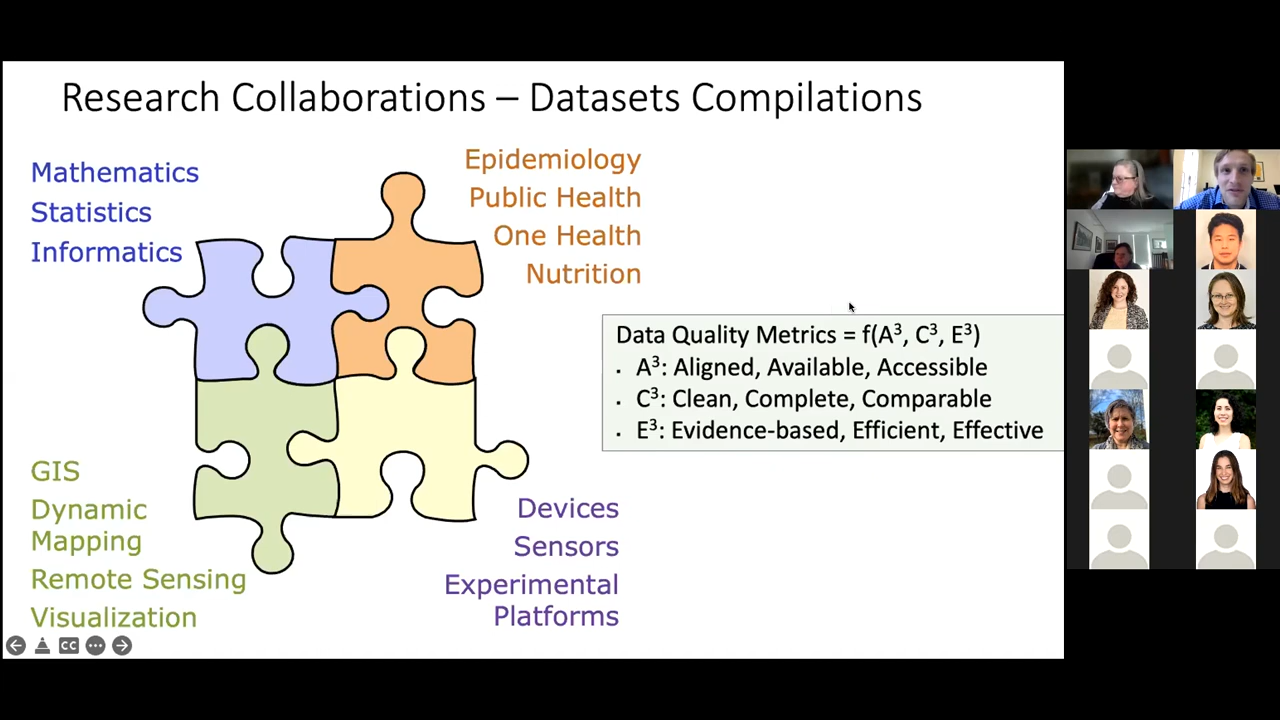 Research Collaborations – Datasets Compilations
Mathematics
Statistics
Informatics
Epidemiology
Public Health
One Health
Nutrition
Data Quality Metrics = f(A³, C³, E³)
• A³: Aligned, Available, Accessible
• C³: Clean, Complete, Comparable
• E³: Evidence-based, Efficient, Effective
GIS
Dynamic
Mapping
Remote Sensing
Visualization
Devices
Sensors
Experimental
Platforms
CC